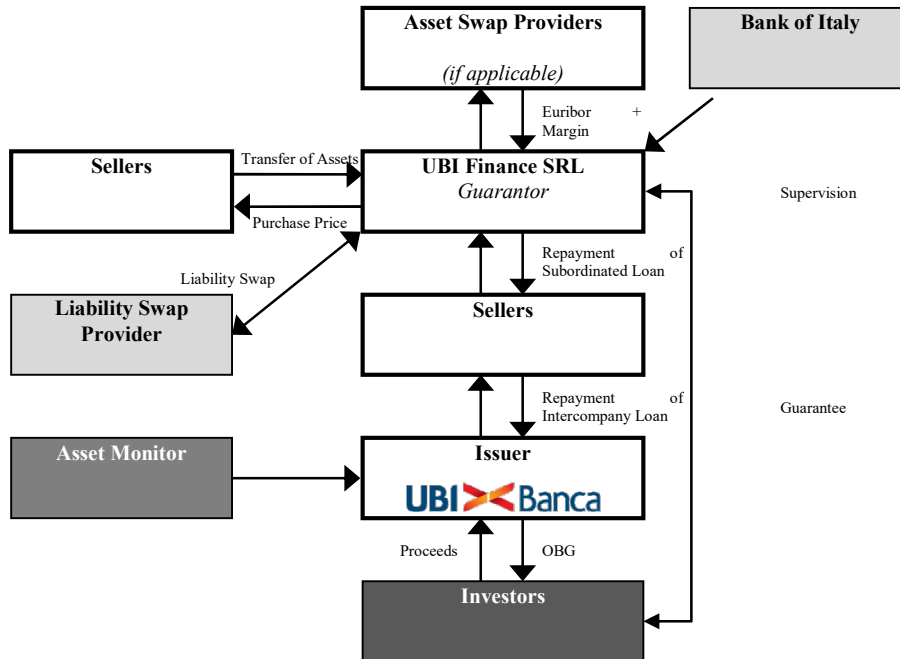 Asset Swap Providers
(if applicable)
Bank of Italy
Euribor +
Margin
Sellers
Transfer of Assets
UBI Finance SRL
Guarantor
Supervision
Purchase Price
Repayment of
Subordinated Loan
Liability Swap
Liability Swap
Provider
Sellers
Repayment of
Intercompany Loan
Guarantee
Asset Monitor
Issuer
UBI Banca
Proceeds
OBG
Investors